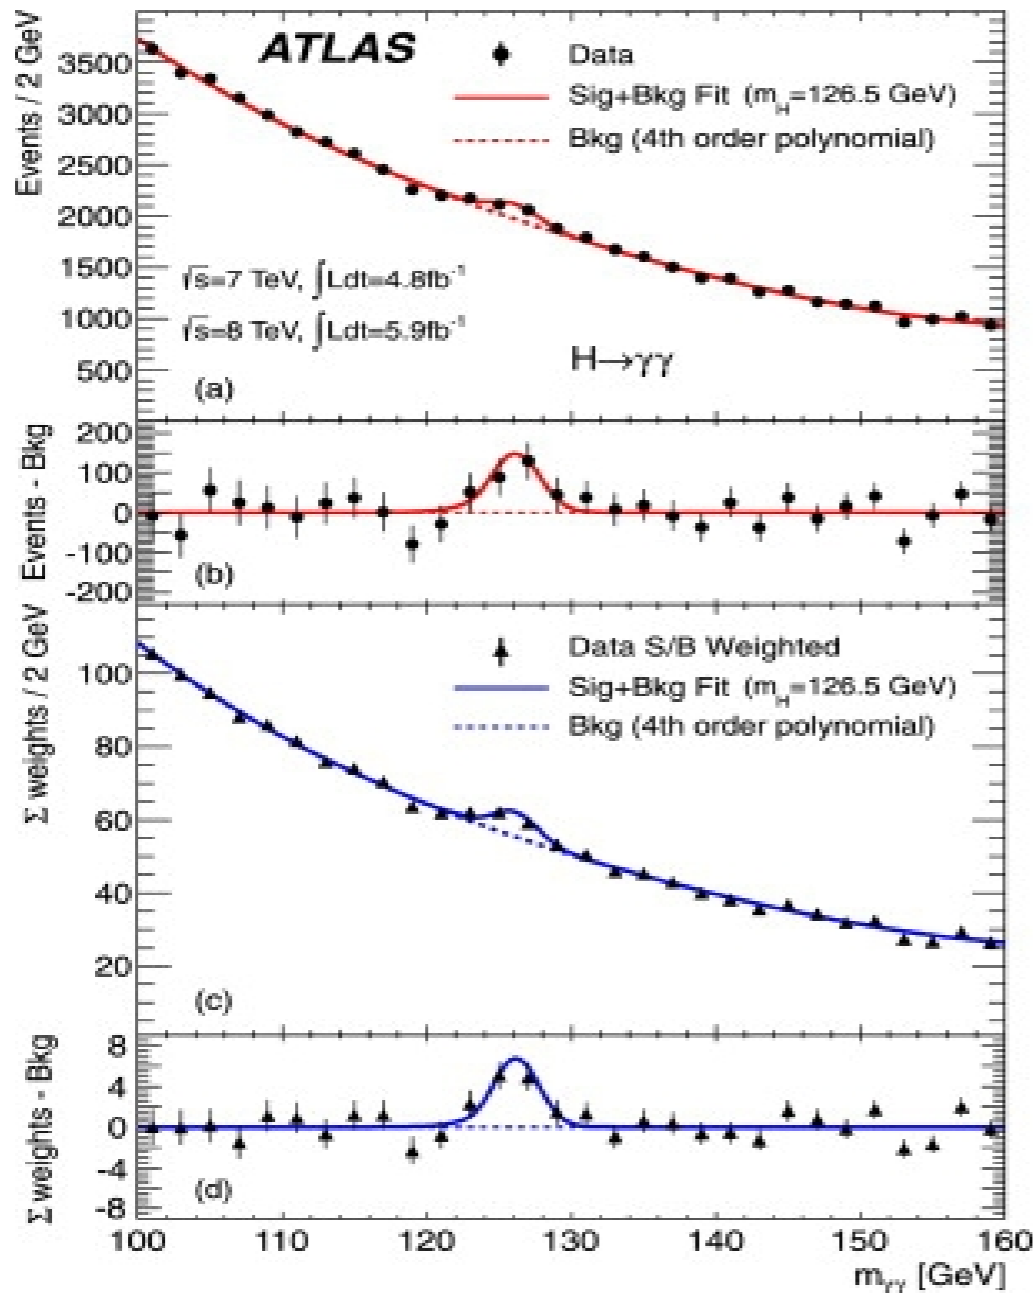 ATLAS
Data
Sig+Bkg Fit (m_H=126.5 GeV)
Bkg (4th order polynomial)
Events / 2 GeV
3500
3000
2500
2000
1500
1000
500
√s=7 TeV, ∫Ldt=4.8fb⁻¹
√s=8 TeV, ∫Ldt=5.9fb⁻¹
H→γγ
(a)
Events - Bkg
200
100
0
-100
-200
(b)
Σ weights / 2 GeV
100
80
60
40
20
Data S/B Weighted
Sig+Bkg Fit (m_H=126.5 GeV)
Bkg (4th order polynomial)
(c)
Σ weights - Bkg
8
4
0
-4
-8
(d)
100 110 120 130 140 150 160
m_γγ [GeV]